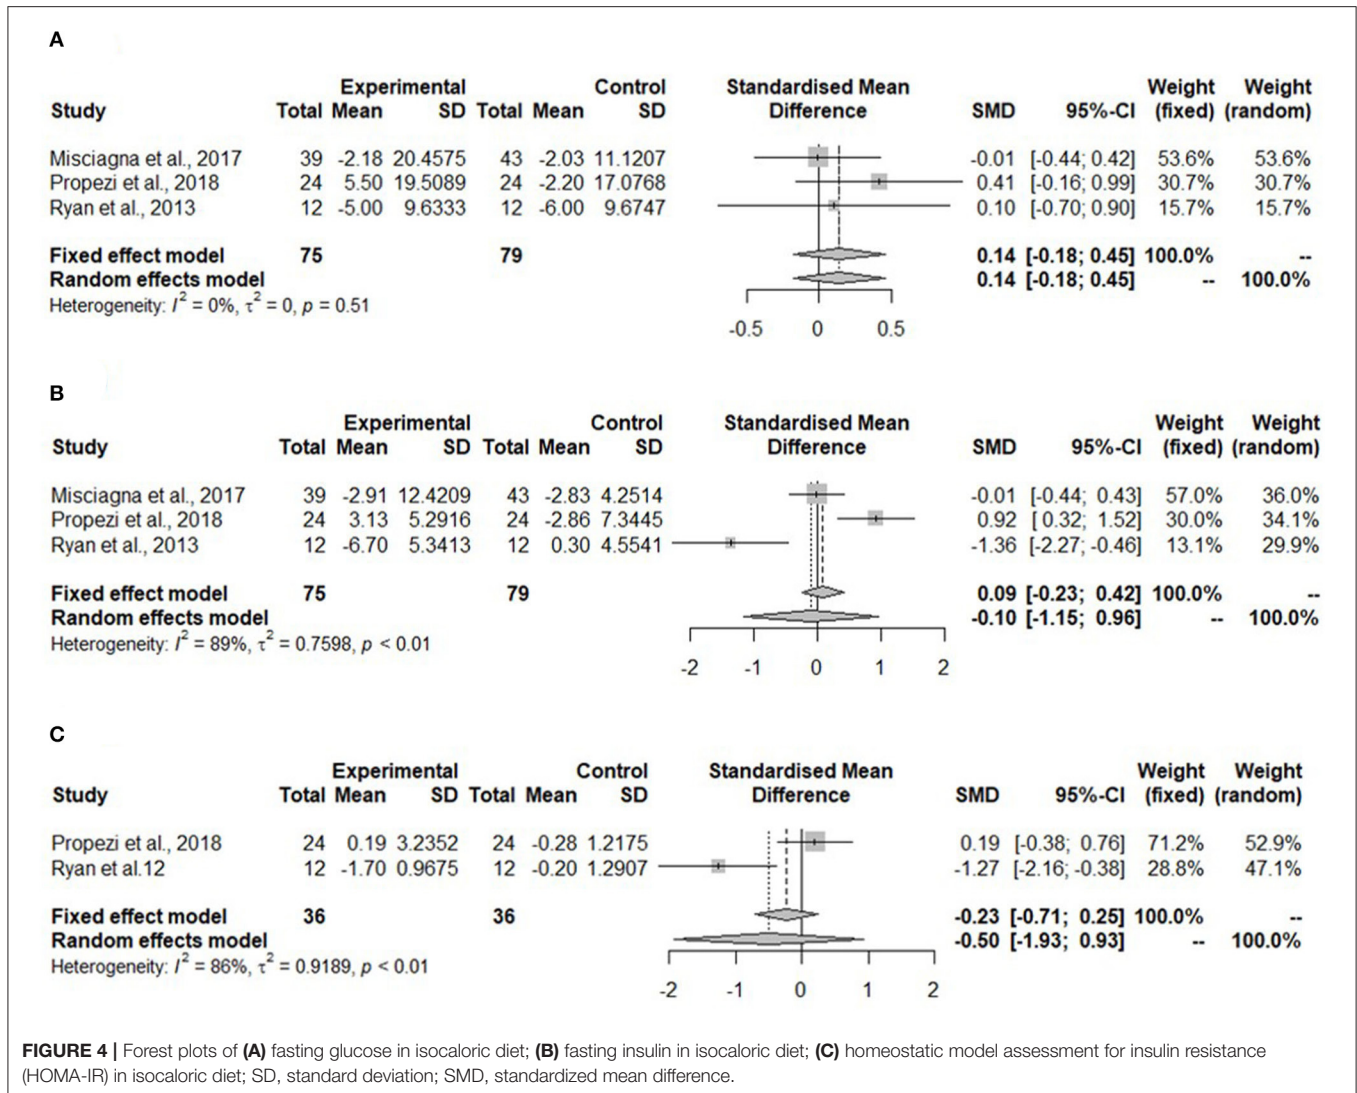 A
Experimental Control Standardised Mean Weight Weight
Study Total Mean SD Total Mean SD Difference SMD 95%-CI (fixed) (random)
Misciagna et al., 2017 39 -2.18 20.4575 43 -2.03 11.1207 -0.01 [-0.44; 0.42] 53.6% 53.6%
Propezi et al., 2018 24 5.50 19.5089 24 -2.20 17.0768 0.41 [-0.16; 0.99] 30.7% 30.7%
Ryan et al., 2013 12 -5.00 9.6333 12 -6.00 9.6747 0.10 [-0.70; 0.90] 15.7% 15.7%
Fixed effect model 75 79 0.14 [-0.18; 0.45] 100.0% --
Random effects model 0.14 [-0.18; 0.45] -- 100.0%
Heterogeneity: I² = 0%, τ² = 0, p = 0.51
-0.5 0 0.5
B
Experimental Control Standardised Mean Weight Weight
Study Total Mean SD Total Mean SD Difference SMD 95%-CI (fixed) (random)
Misciagna et al., 2017 39 -2.91 12.4209 43 -2.83 4.2514 -0.01 [-0.44; 0.43] 57.0% 36.0%
Propezi et al., 2018 24 3.13 5.2916 24 -2.86 7.3445 0.92 [ 0.32; 1.52] 30.0% 34.1%
Ryan et al., 2013 12 -6.70 5.3413 12 0.30 4.5541 -1.36 [-2.27; -0.46] 13.1% 29.9%
Fixed effect model 75 79 0.09 [-0.23; 0.42] 100.0% --
Random effects model -0.10 [-1.15; 0.96] -- 100.0%
Heterogeneity: I² = 89%, τ² = 0.7598, p < 0.01
-2 -1 0 1 2
C
Experimental Control Standardised Mean Weight Weight
Study Total Mean SD Total Mean SD Difference SMD 95%-CI (fixed) (random)
Propezi et al., 2018 24 0.19 3.2352 24 -0.28 1.2175 0.19 [-0.38; 0.76] 71.2% 52.9%
Ryan et al.12 12 -1.70 0.9675 12 -0.20 1.2907 -1.27 [-2.16; -0.38] 28.8% 47.1%
Fixed effect model 36 36 -0.23 [-0.71; 0.25] 100.0% --
Random effects model -0.50 [-1.93; 0.93] -- 100.0%
Heterogeneity: I² = 86%, τ² = 0.9189, p < 0.01
-2 -1 0 1 2
FIGURE 4 | Forest plots of (A) fasting glucose in isocaloric diet; (B) fasting insulin in isocaloric diet; (C) homeostatic model assessment for insulin resistance
(HOMA-IR) in isocaloric diet; SD, standard deviation; SMD, standardized mean difference.